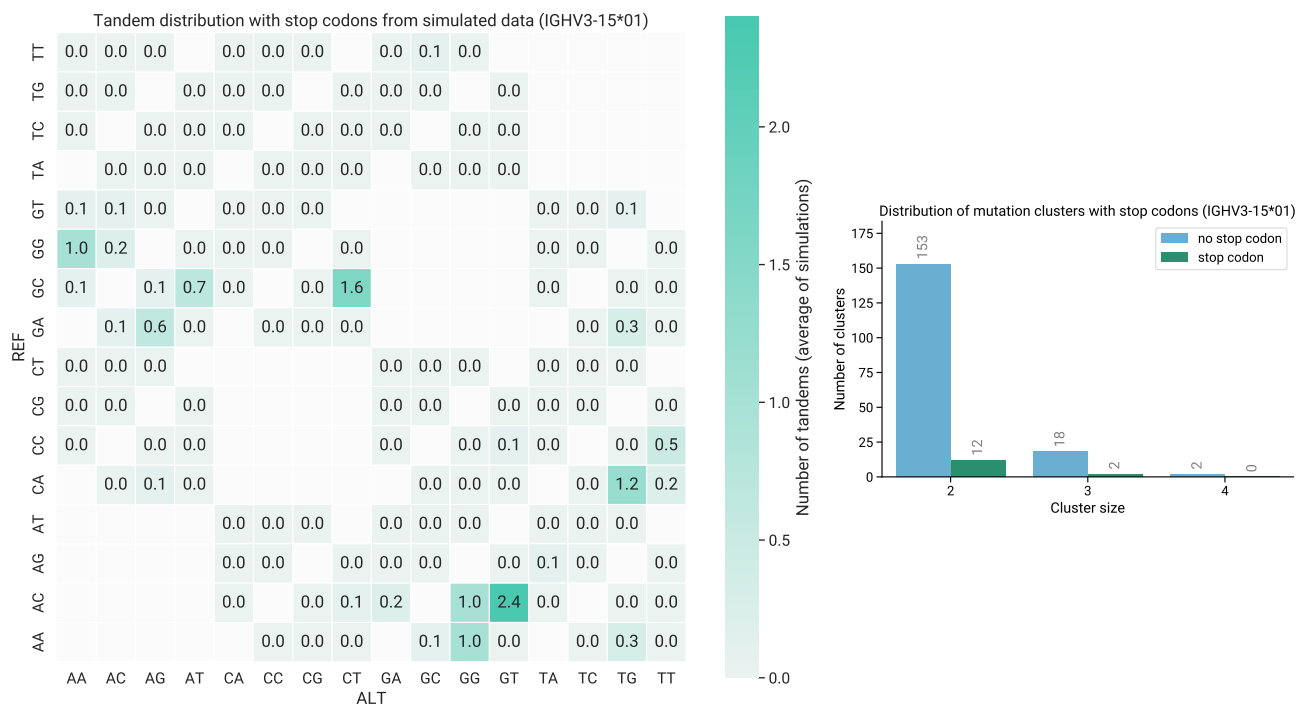 Tandem distribution with stop codons from simulated data (IGHV3-15*01)
TT 0.0 0.0 0.0 0.0 0.0 0.0 0.0 0.1 0.0
TG 0.0 0.0 0.0 0.0 0.0 0.0 0.0 0.0 0.0
TC 0.0 0.0 0.0 0.0 0.0 0.0 0.0 0.0 0.0
TA 0.0 0.0 0.0 0.0 0.0 0.0 0.0 0.0 0.0
GT 0.1 0.1 0.0 0.0 0.0 0.0 0.0 0.0 0.1
GG 1.0 0.2 0.0 0.0 0.0 0.0 0.0 0.0 0.0
GC 0.1 0.1 0.7 0.0 0.0 1.6 0.0 0.0 0.0
GA 0.1 0.6 0.0 0.0 0.0 0.0 0.0 0.3 0.0
CT 0.0 0.0 0.0 0.0 0.0 0.0 0.0 0.0 0.0
CG 0.0 0.0 0.0 0.0 0.0 0.0 0.0 0.0 0.0
CC 0.0 0.0 0.0 0.0 0.0 0.1 0.0 0.0 0.5
CA 0.0 0.1 0.0 0.0 0.0 0.0 0.0 1.2 0.2
AT 0.0 0.0 0.0 0.0 0.0 0.0 0.0 0.0 0.0
AG 0.0 0.0 0.0 0.0 0.0 0.0 0.1 0.0 0.0
AC 0.0 0.0 0.1 0.2 1.0 2.4 0.0 0.0 0.0
AA 0.0 0.0 0.0 0.1 1.0 0.0 0.0 0.3 0.0
AA AC AG AT CA CC CG CT GA GC GG GT TA TC TG TT
ALT
REF
2.0
1.5
1.0
0.5
0.0
Number of tandems (average of simulations)
Distribution of mutation clusters with stop codons (IGHV3-15*01)
no stop codon
stop codon
175
150
125
100
75
50
25
0
Number of clusters
153
12
18
2
2
0
2 3 4
Cluster size